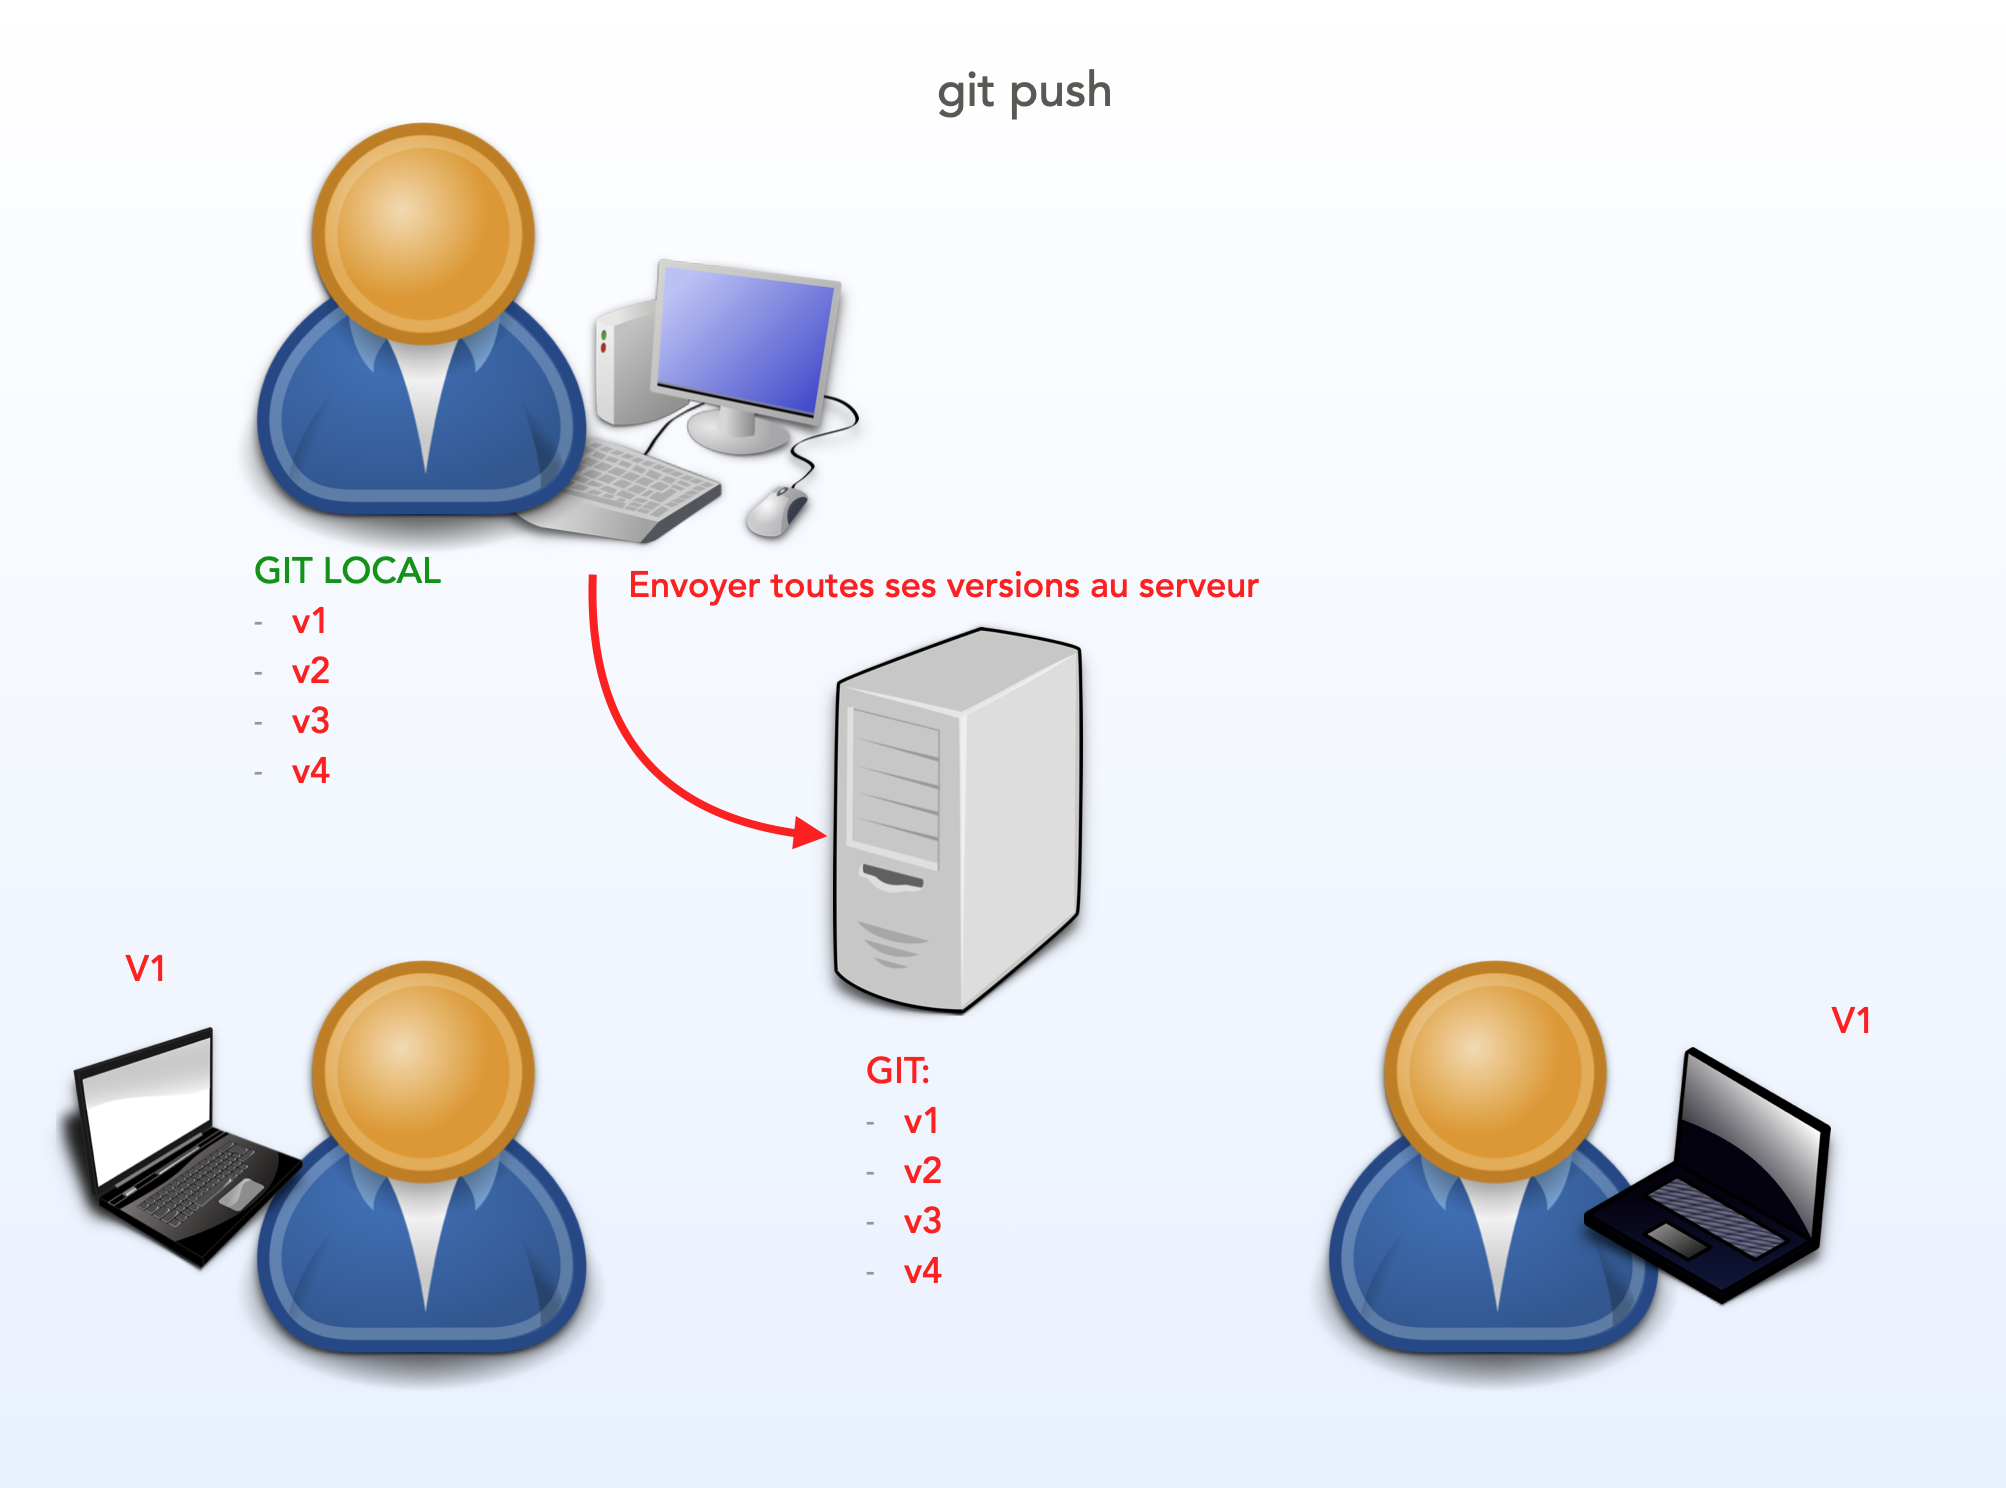 git push
GIT LOCAL
- v1
- v2
- v3
- v4
Envoyer toutes ses versions au serveur
V1
GIT:
- v1
- v2
- v3
- v4
V1